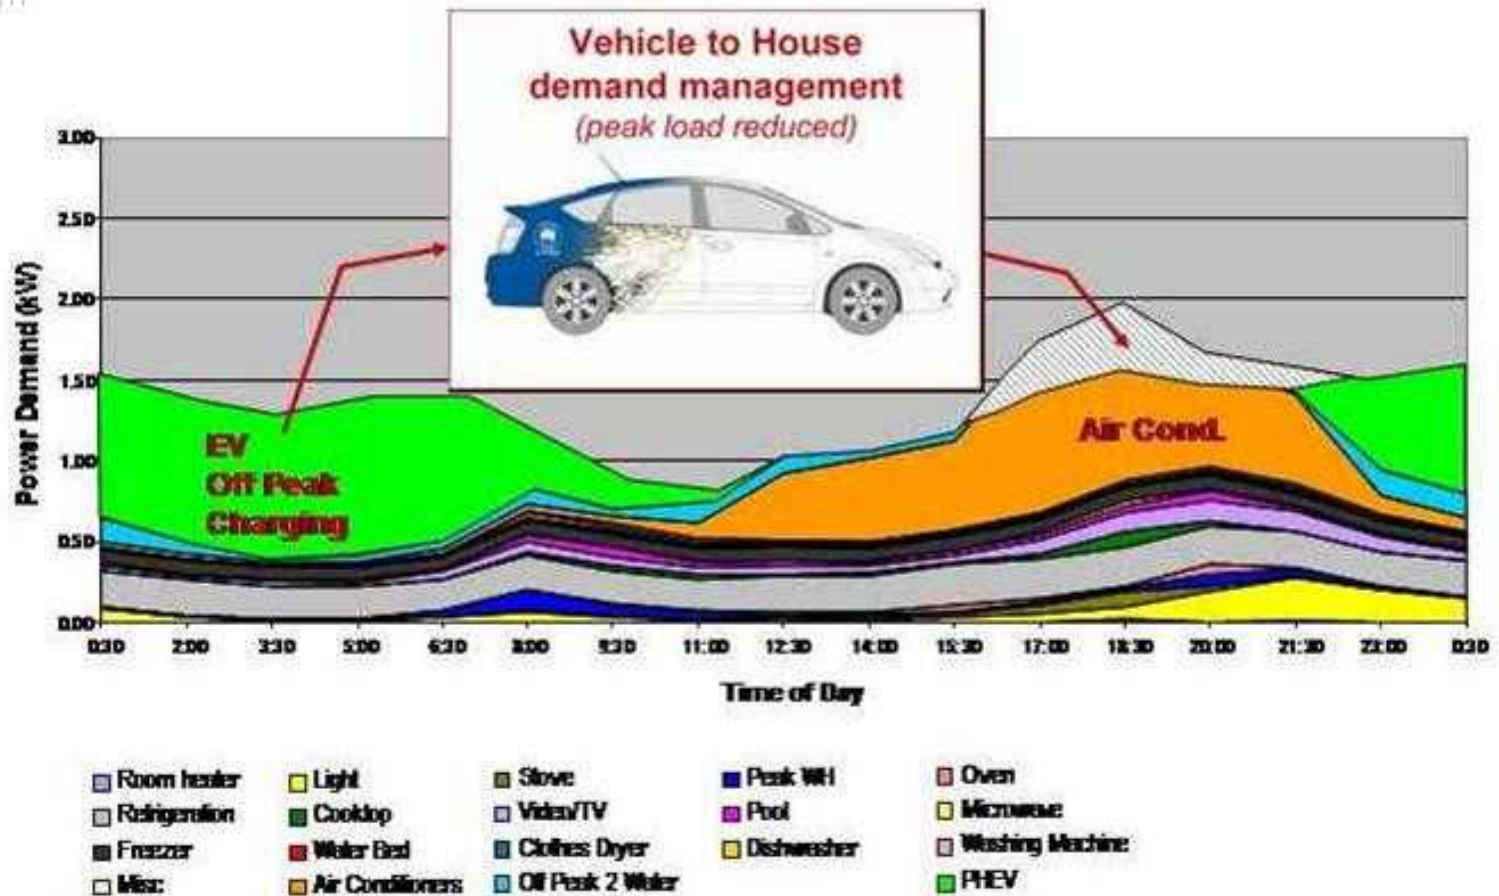 Vehicle to House
demand management
(peak load reduced)
3.00
2.50
2.00
1.50
1.00
0.50
0.00
Power Demand (kW)
EV
Off Peak
Charging
Air Cond.
0:30 2:00 3:30 5:00 6:30 8:00 9:30 11:00 12:30 14:00 15:30 17:00 18:30 20:00 21:30 23:00 0:30
Time of Day
Room heater Light Stove Peak WH Oven
Refrigeration Cooktop Video/TV Pool Microwave
Freezer Water Bed Clothes Dryer Dishwasher Washing Machine
Misc Air Conditioners Off Peak 2 Water PHEV